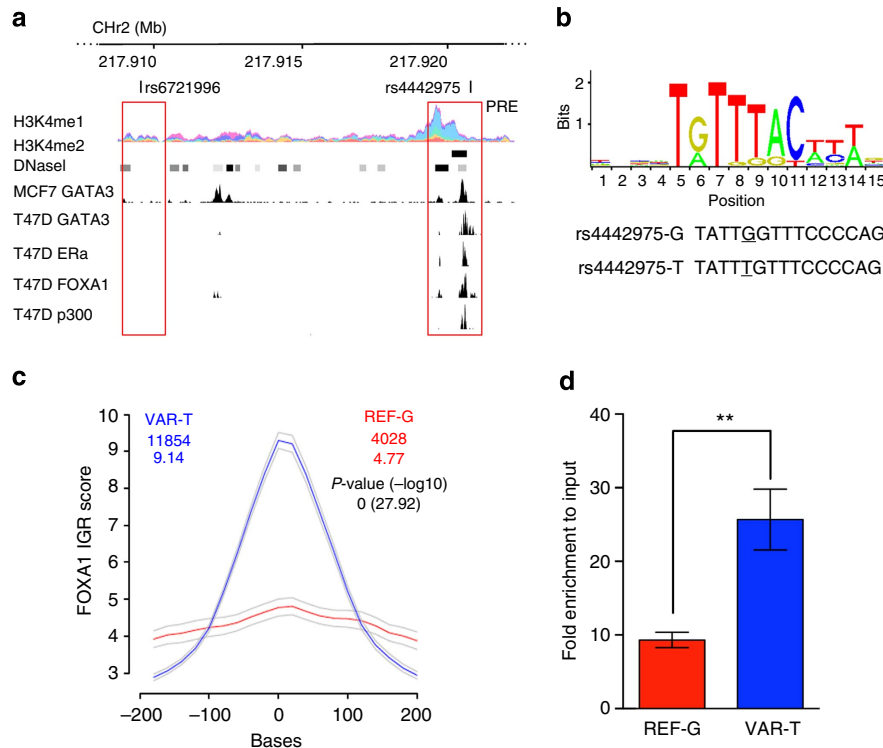 a
CHr2 (Mb)
217.910 217.915 217.920
rs6721996 rs4442975
PRE
H3K4me1
H3K4me2
DNaseI
MCF7 GATA3
T47D GATA3
T47D ERa
T47D FOXA1
T47D p300
b
Bits
2
1
1 2 3 4 5 6 7 8 9 10 11 12 13 14 15
Position
rs4442975-G TATTGGTTTCCCCAG
rs4442975-T TATTTGTTTCCCCAG
c
FOXA1 IGR score
10
9
8
7
6
5
4
3
VAR-T
11854
9.14
REF-G
4028
4.77
P-value (–log10)
0 (27.92)
–200 –100 0 100 200
Bases
d
Fold enrichment to input
40
30
20
10
0
**
REF-G VAR-T